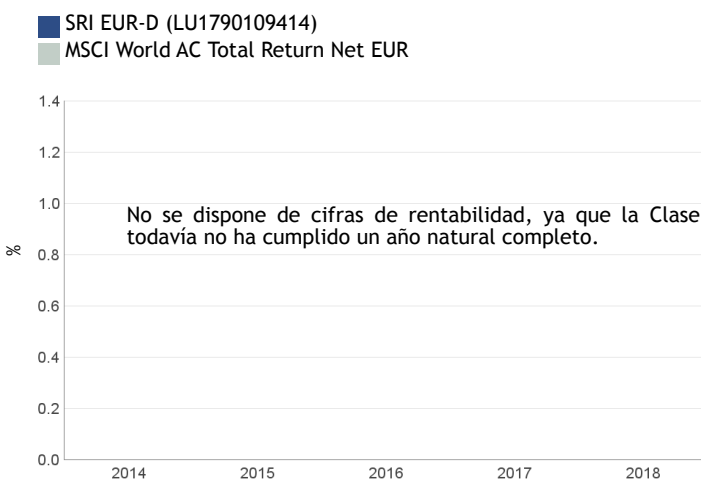 SRI EUR-D (LU1790109414)
MSCI World AC Total Return Net EUR
1.4
1.2
1.0
No se dispone de cifras de rentabilidad, ya que la Clase
todavía no ha cumplido un año natural completo.
%
0.8
0.6
0.4
0.2
0.0
2014 2015 2016 2017 2018